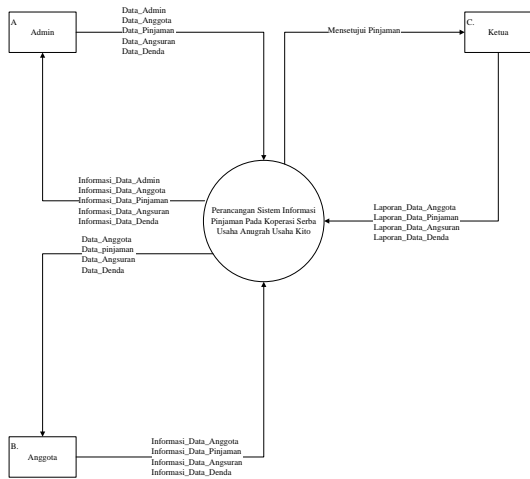 A
Admin
Data_Admin
Data_Anggota
Data_Pinjaman
Data_Angsuran
Data_Denda
Mensetujui Pinjaman
C.
Ketua
Informasi_Data_Admin
Informasi_Data_Anggota
Informasi_Data_Pinjaman
Informasi_Data_Angsuran
Informasi_Data_Denda
Perancangan Sistem Informasi
Pinjaman Pada Koperasi Serba
Usaha Anugrah Usaha Kito
Laporan_Data_Anggota
Laporan_Data_Pinjaman
Laporan_Data_Angsuran
Laporan_Data_Denda
Data_Anggota
Data_pinjaman
Data_Angsuran
Data_Denda
B.
Anggota
Informasi_Data_Anggota
Informasi_Data_Pinjaman
Informasi_Data_Angsuran
Informasi_Data_Denda